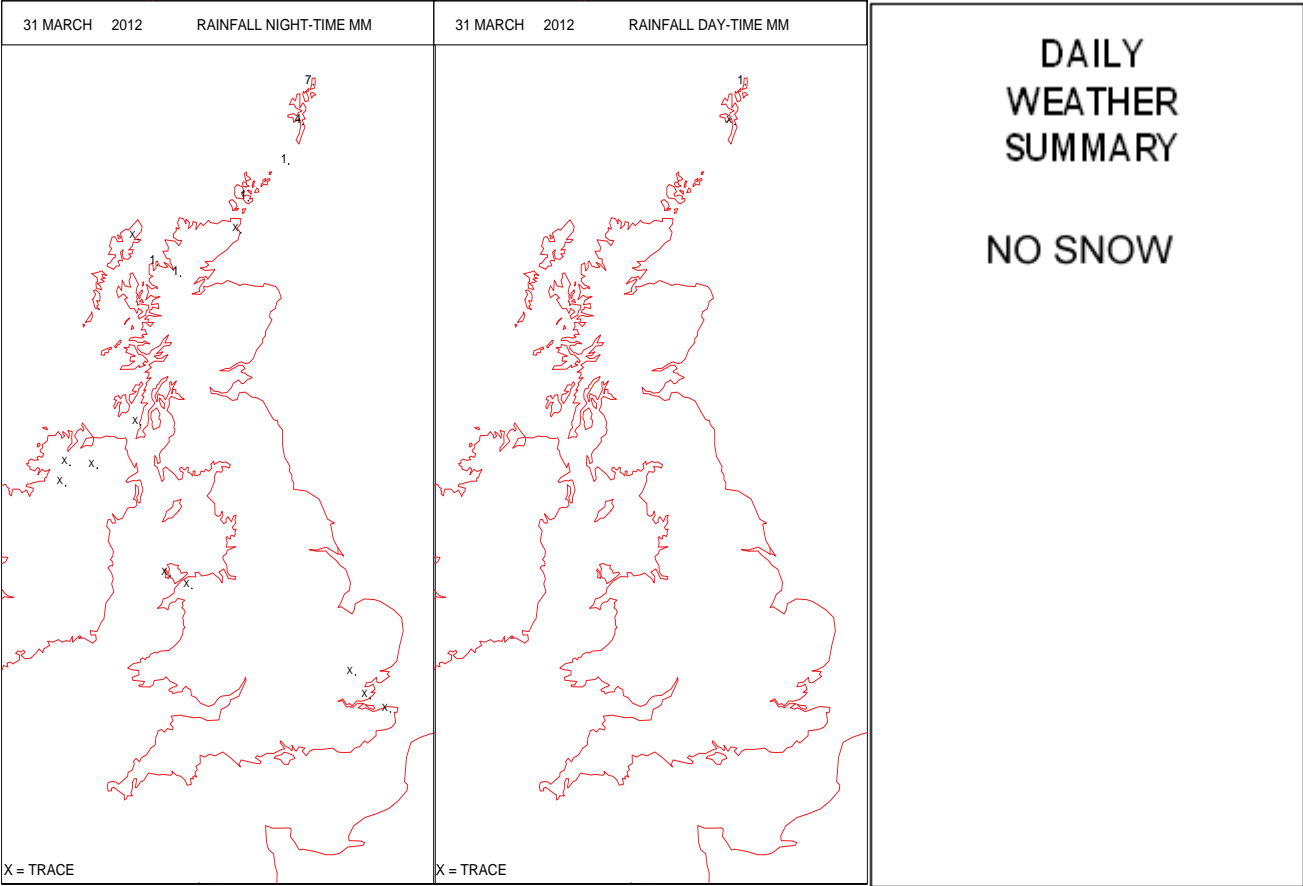 31 MARCH 2012 RAINFALL NIGHT-TIME MM
7.
4.
1.
1.
X.
X.
1.
1.
X.
X.
X.
X.
X.
X.
X.
X.
X.
X = TRACE
31 MARCH 2012 RAINFALL DAY-TIME MM
1.
X.
X = TRACE
DAILY
WEATHER
SUMMARY
NO SNOW